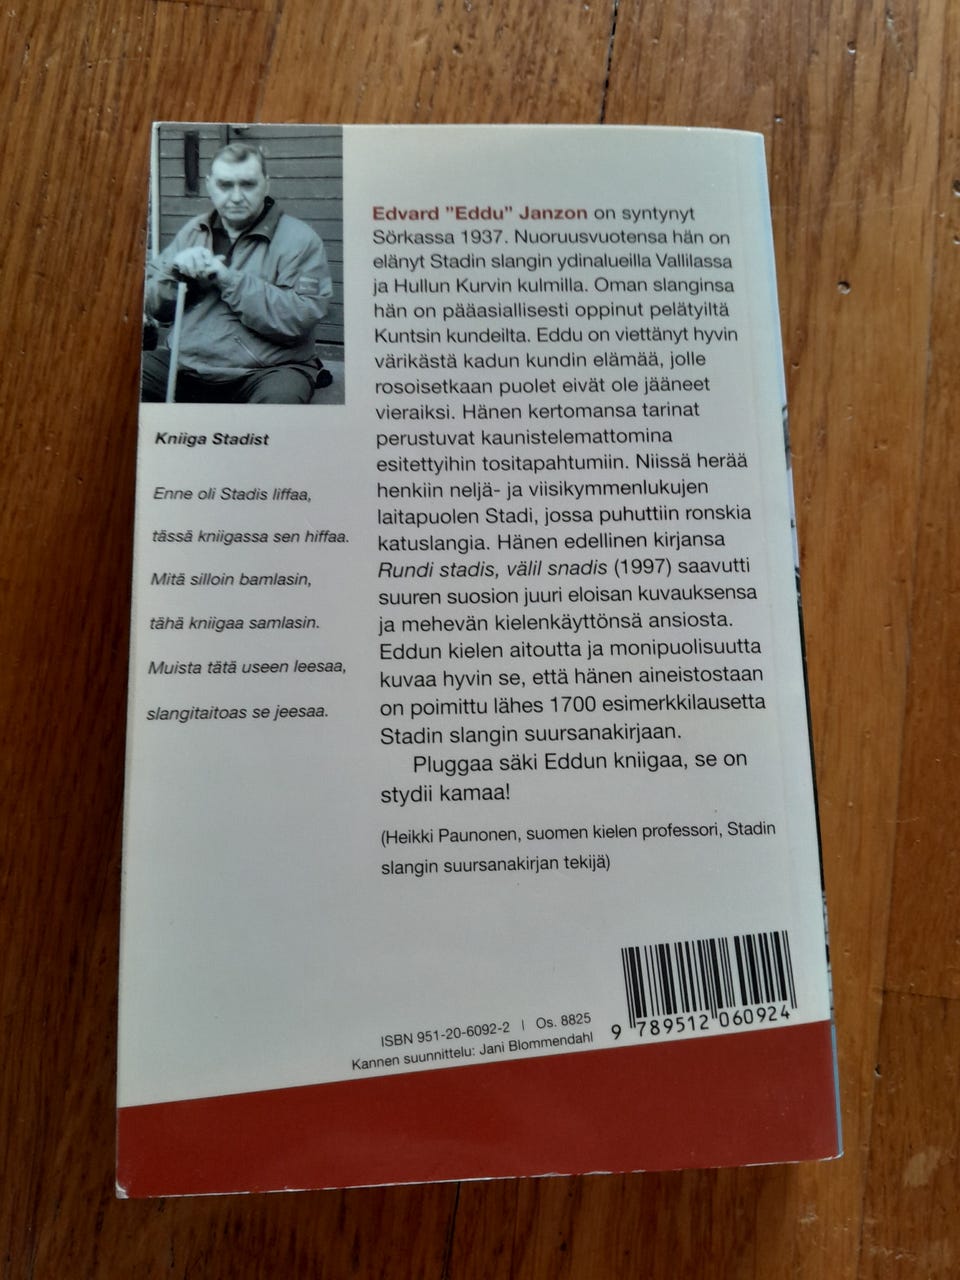 Edvard "Eddu" Janzon on syntynyt
Sörkassa 1937. Nuoruusvuotensa hän on
elänyt Stadin slangin ydinalueilla Vallilassa
ja Hullun Kurvin kulmilla. Oman slanginsa
hän on pääasiallisesti oppinut pelätyiltä
Kuntsin kundeilta. Eddu on viettänyt hyvin
värikästä kadun kundin elämää, jolle
rosoisetkaan puolet eivät ole jääneet
vieraiksi. Hänen kertomansa tarinat
perustuvat kaunistelemattomina
esitettyihin tositapahtumiin. Niissä herää
henkiin neljä- ja viisikymmenlukujen
laitapuolen Stadi, jossa puhuttiin ronskia
katuslangia. Hänen edellinen kirjansa
Rundi stadis, välil snadis (1997) saavutti
suuren suosion juuri eloisan kuvauksensa
ja mehevän kielenkäyttönsä ansiosta.
Eddun kielen aitoutta ja monipuolisuutta
kuvaa hyvin se, että hänen aineistostaan
on poimittu lähes 1700 esimerkkilausetta
Stadin slangin suursanakirjaan.
Pluggaa säki Eddun kniigaa, se on
stydii kamaa!
(Heikki Paunonen, suomen kielen professori, Stadin
slangin suursanakirjan tekijä)
Kniiga Stadist
Enne oli Stadis liffaa,
tässä kniigassa sen hiffaa.
Mitä silloin bamlasin,
tähä kniigaa samlasin.
Muista tätä useen leesaa,
slangitaitoas se jeesaa.
ISBN 951-20-6092-2 | Os. 8825
Kannen suunnittelu: Jani Blommendahl
9 789512 060924